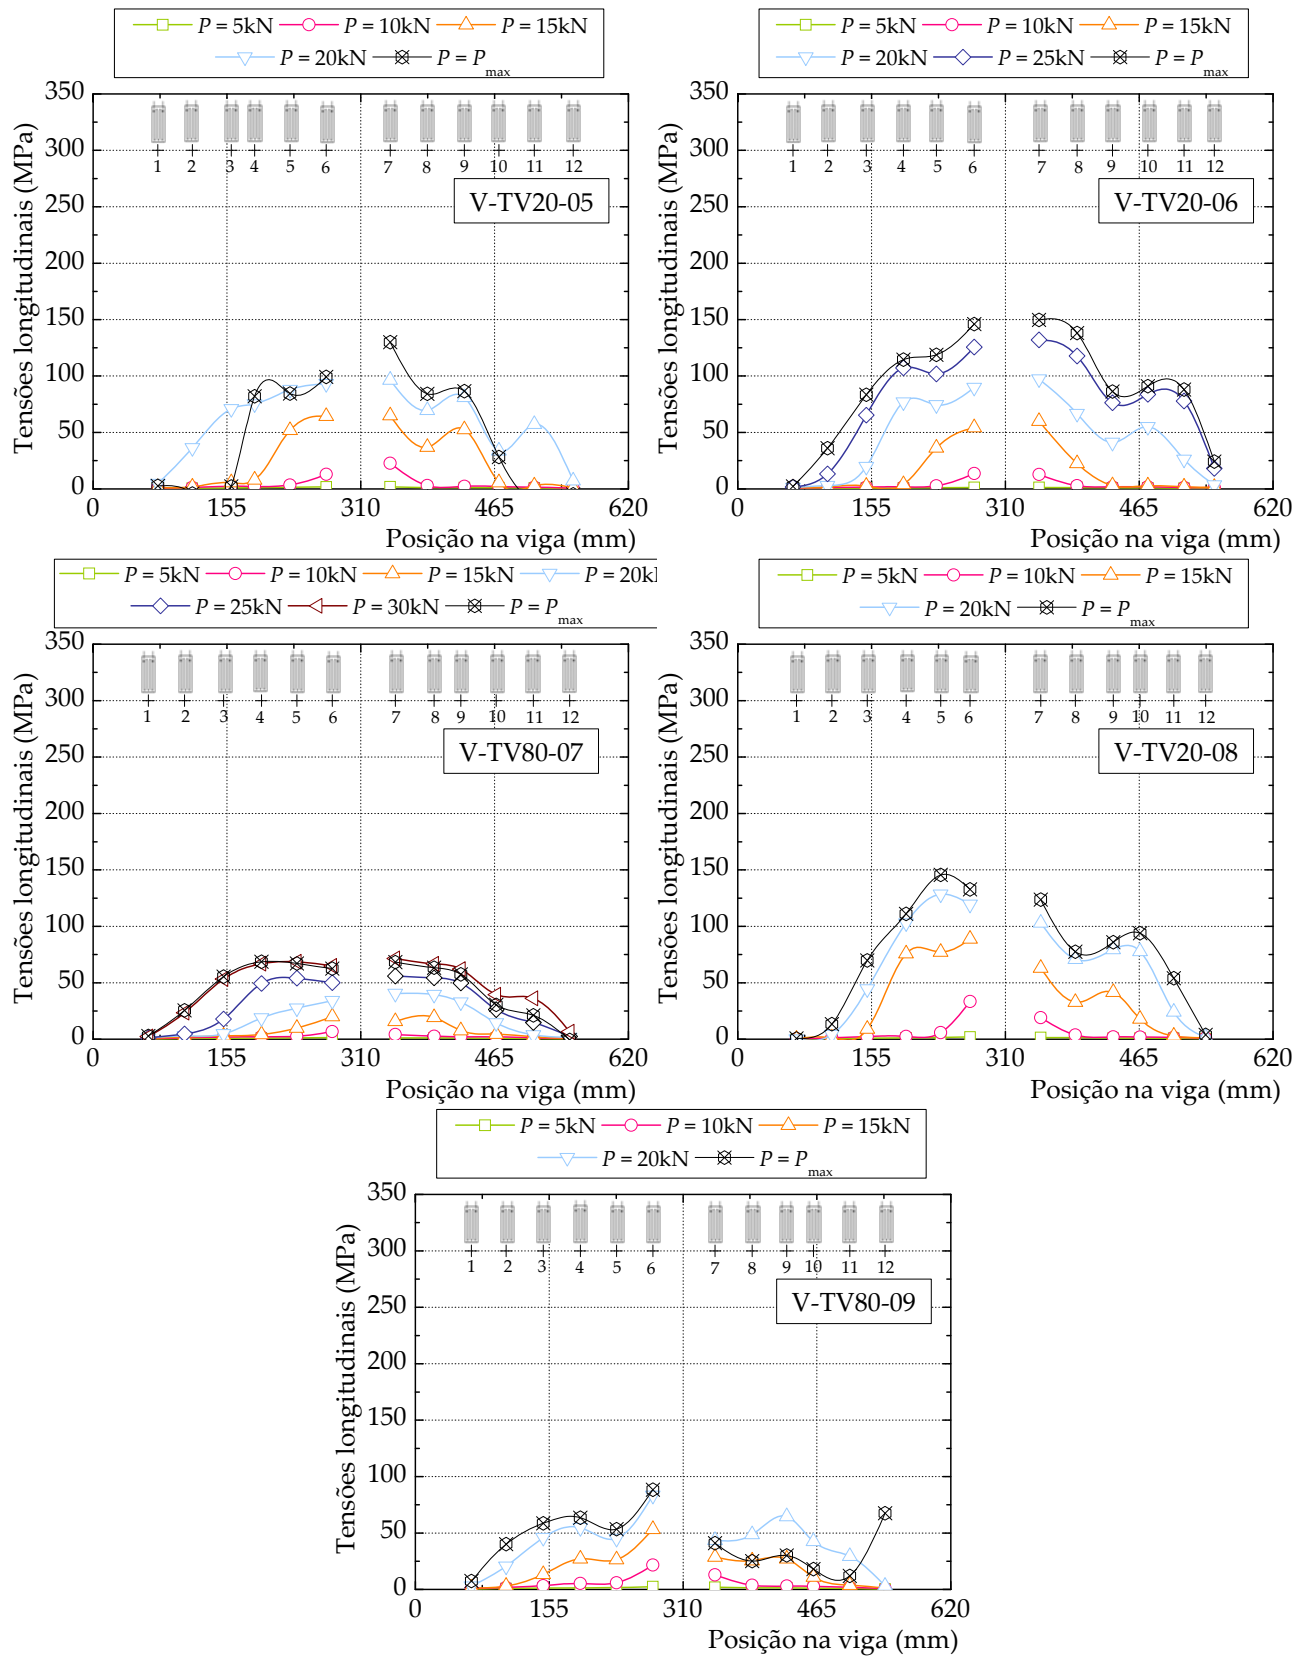 P = 5kN P = 10kN P = 15kN
P = 20kN P = Pmax
350
300
250
200
150
100
50
0
Tensões longitudinais (MPa)
1 2 3 4 5 6 7 8 9 10 11 12
V-TV20-05
0 155 310 465 620
Posição na viga (mm)
P = 5kN P = 10kN P = 15kN
P = 20kN P = 25kN P = Pmax
350
300
250
200
150
100
50
0
Tensões longitudinais (MPa)
1 2 3 4 5 6 7 8 9 10 11 12
V-TV20-06
0 155 310 465 620
Posição na viga (mm)
P = 5kN P = 10kN P = 15kN P = 20k
P = 25kN P = 30kN P = Pmax
350
300
250
200
150
100
50
0
Tensões longitudinais (MPa)
1 2 3 4 5 6 7 8 9 10 11 12
V-TV80-07
0 155 310 465 620
Posição na viga (mm)
P = 5kN P = 10kN P = 15kN
P = 20kN P = Pmax
350
300
250
200
150
100
50
0
Tensões longitudinais (MPa)
1 2 3 4 5 6 7 8 9 10 11 12
V-TV20-08
0 155 310 465 620
Posição na viga (mm)
P = 5kN P = 10kN P = 15kN
P = 20kN P = Pmax
350
300
250
200
150
100
50
0
Tensões longitudinais (MPa)
1 2 3 4 5 6 7 8 9 10 11 12
V-TV80-09
0 155 310 465 620
Posição na viga (mm)